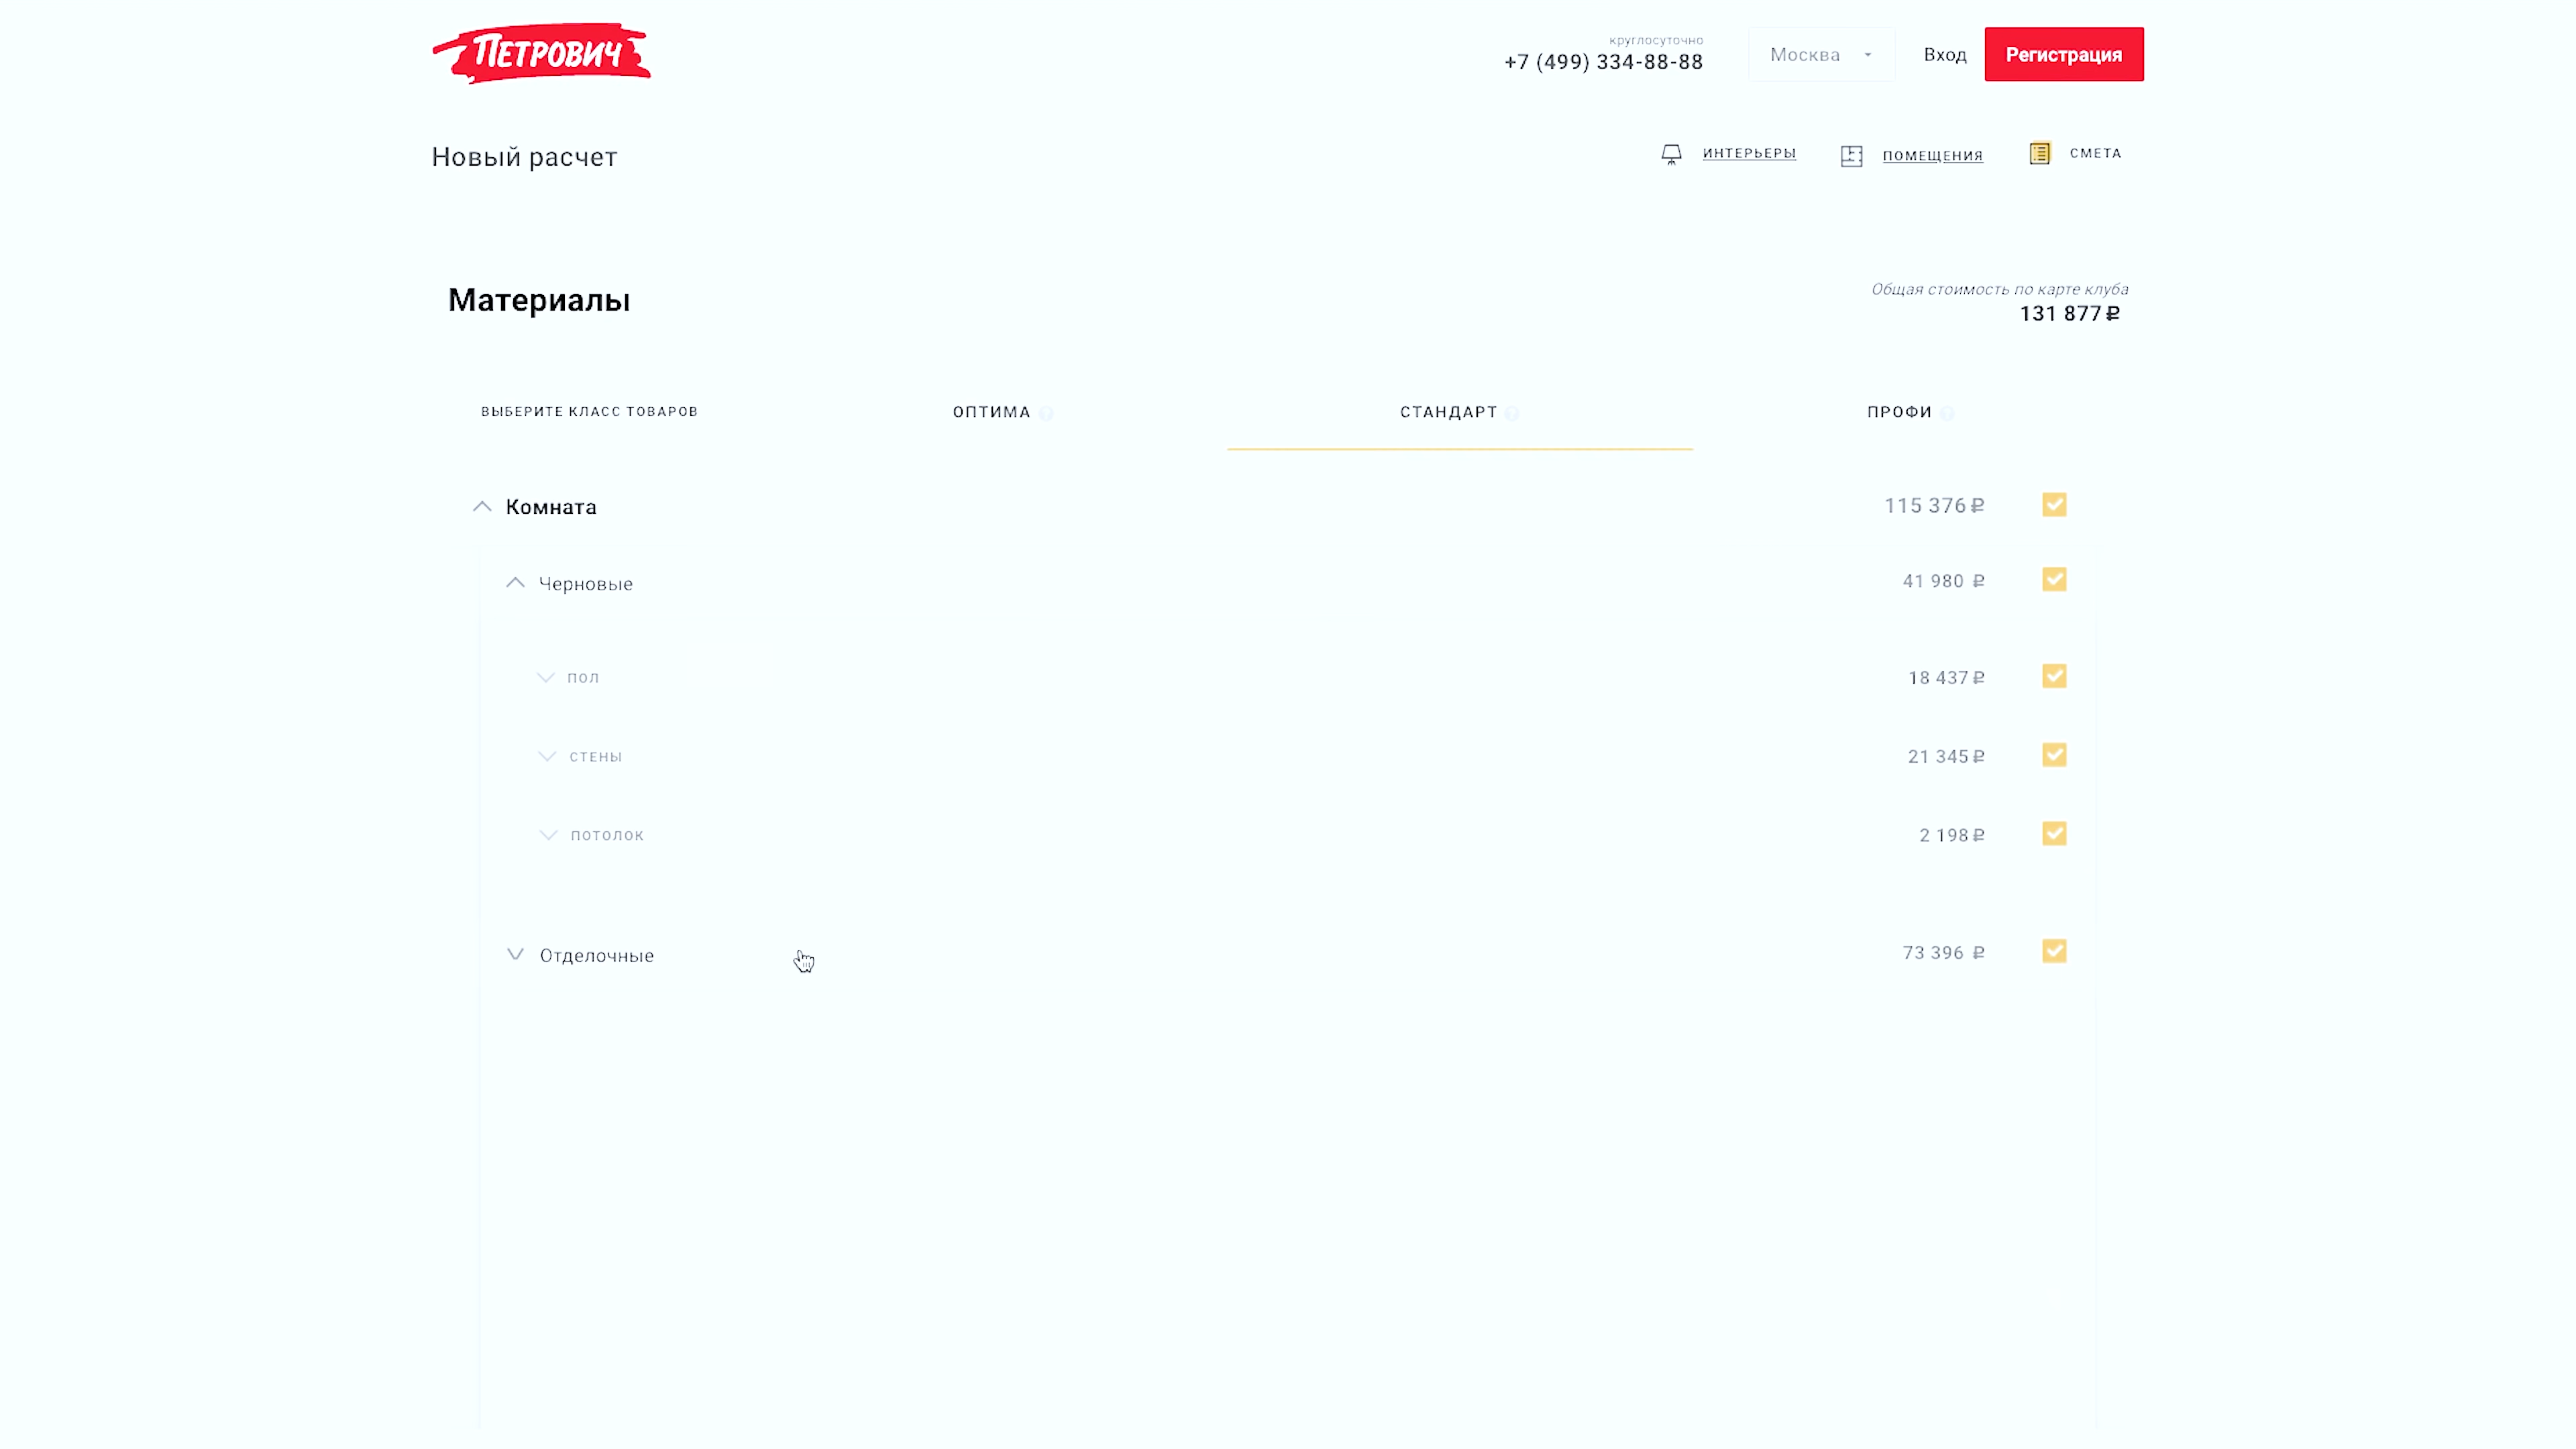 ПЕТРОВИЧ
круглосуточно
+7 (499) 334-88-88
Москва
Вход
Регистрация
Новый расчет
ИНТЕРЬЕРЫ
ПОМЕЩЕНИЯ
СМЕТА
Материалы
Общая стоимость по карте клуба
131 877 ₽
ВЫБЕРИТЕ КЛАСС ТОВАРОВ
ОПТИМА ?
СТАНДАРТ ?
ПРОФИ ?
Комната 115 376 ₽
Черновые 41 980 ₽
ПОЛ 18 437 ₽
СТЕНЫ 21 345 ₽
ПОТОЛОК 2 198 ₽
Отделочные 73 396 ₽